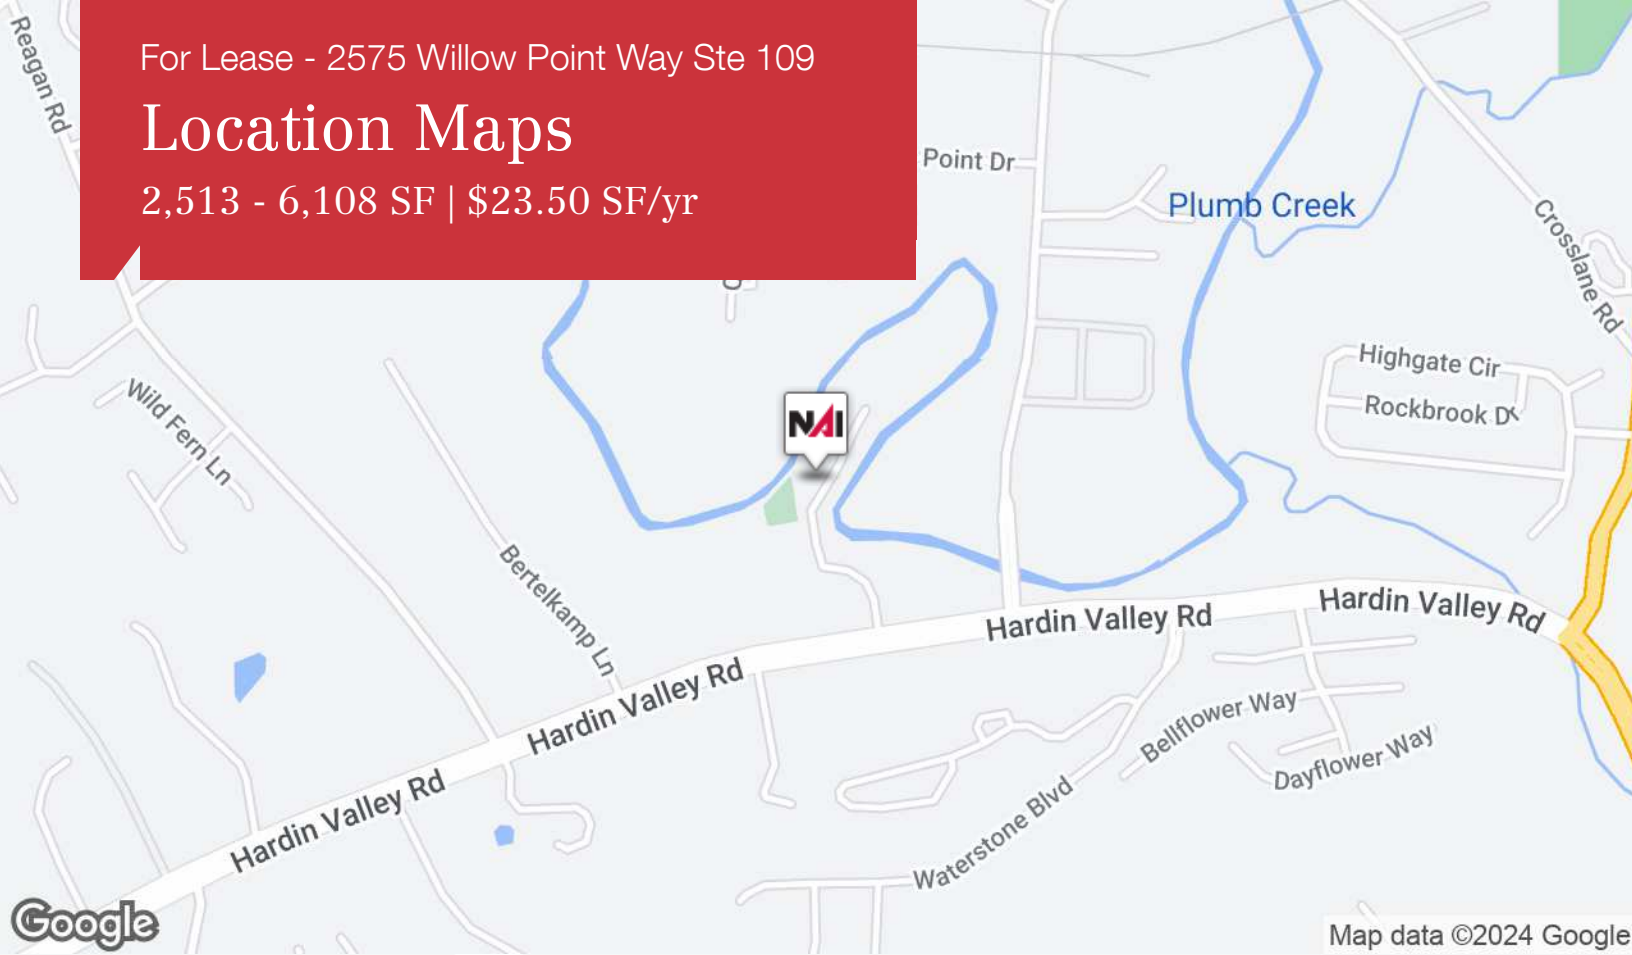 For Lease - 2575 Willow Point Way Ste 109
Location Maps
2,513 - 6,108 SF | $23.50 SF/yr
Reagan Rd
Point Dr
Plumb Creek
Crosslane Rd
Highgate Cir
Rockbrook Dr
Wild Fern Ln
NAI
Bertelkamp Ln
Hardin Valley Rd
Hardin Valley Rd
Hardin Valley Rd
Hardin Valley Rd
Bellflower Way
Dayflower Way
Waterstone Blvd
Google
Map data ©2024 Google